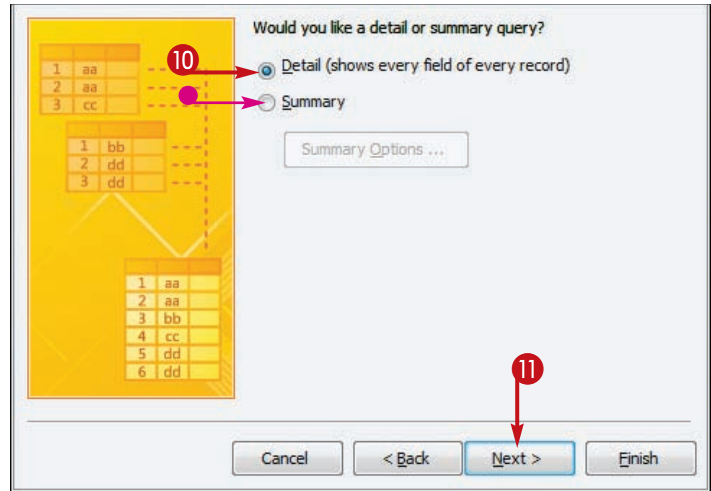 Would you like a detail or summary query?
10
Detail (shows every field of every record)
Summary
Summary Options ...
1 aa
2 aa
3 cc
1 bb
2 dd
3 dd
1 aa
2 aa
3 bb
4 cc
5 dd
6 dd
11
Cancel
< Back
Next >
Finish